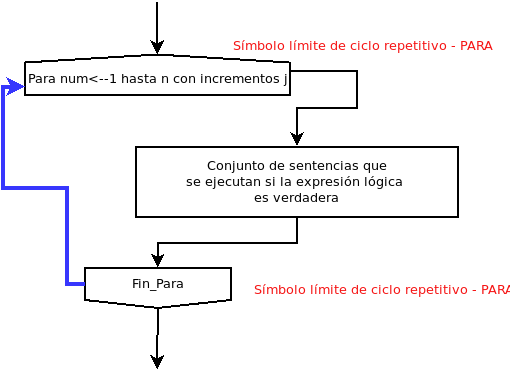 Símbolo límite de ciclo repetitivo - PARA
Para num<--1 hasta n con incrementos j
Conjunto de sentencias que
se ejecutan si la expresión lógica
es verdadera
Fin_Para
Símbolo límite de ciclo repetitivo - PARA